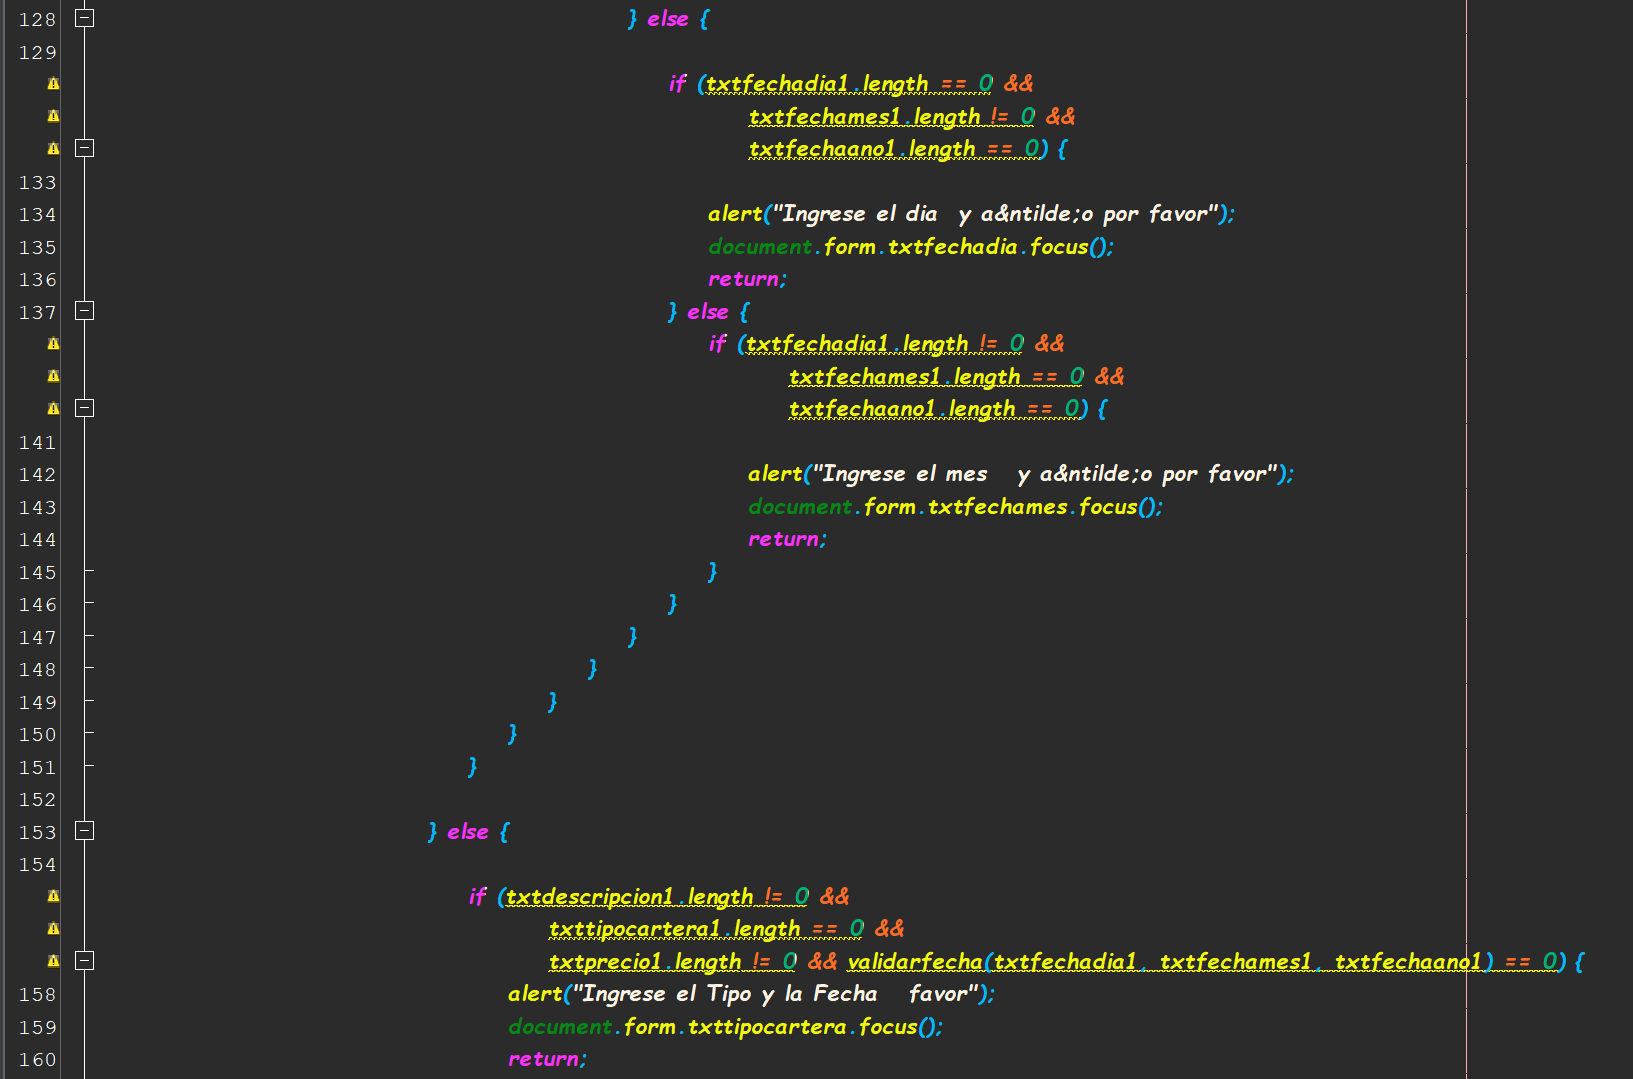 128 } else {
129
if (txtfechadia1.length == 0 &&
txtfechames1.length != 0 &&
txtfechaano1.length == 0) {
133
134 alert("Ingrese el dia  y a&ntilde;o por favor");
135 document.form.txtfechadia.focus();
136 return;
137 } else {
if (txtfechadia1.length != 0 &&
txtfechames1.length == 0 &&
txtfechaano1.length == 0) {
141
142 alert("Ingrese el mes   y a&ntilde;o por favor");
143 document.form.txtfechames.focus();
144 return;
145 }
146 }
147 }
148 }
149 }
150 }
151 }
152
153 } else {
154
if (txtdescripcion1.length != 0 &&
txttipocartera1.length == 0 &&
txtprecio1.length != 0 && validarfecha(txtfechadia1, txtfechames1, txtfechaano1) == 0) {
158 alert("Ingrese el Tipo y la Fecha   favor");
159 document.form.txttipocartera.focus();
160 return;